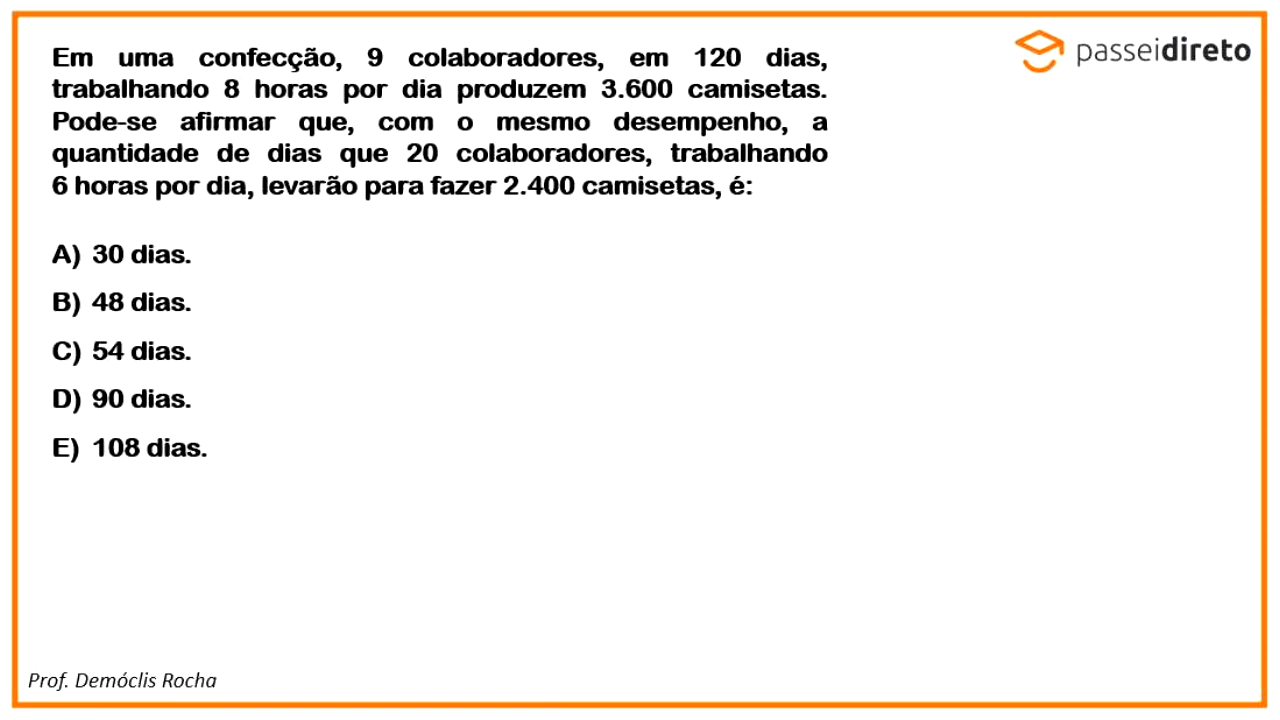 passeidireto
Em uma confecção, 9 colaboradores, em 120 dias,
trabalhando 8 horas por dia produzem 3.600 camisetas.
Pode-se afirmar que, com o mesmo desempenho, a
quantidade de dias que 20 colaboradores, trabalhando
6 horas por dia, levarão para fazer 2.400 camisetas, é:
A) 30 dias.
B) 48 dias.
C) 54 dias.
D) 90 dias.
E) 108 dias.
Prof. Demóclis Rocha